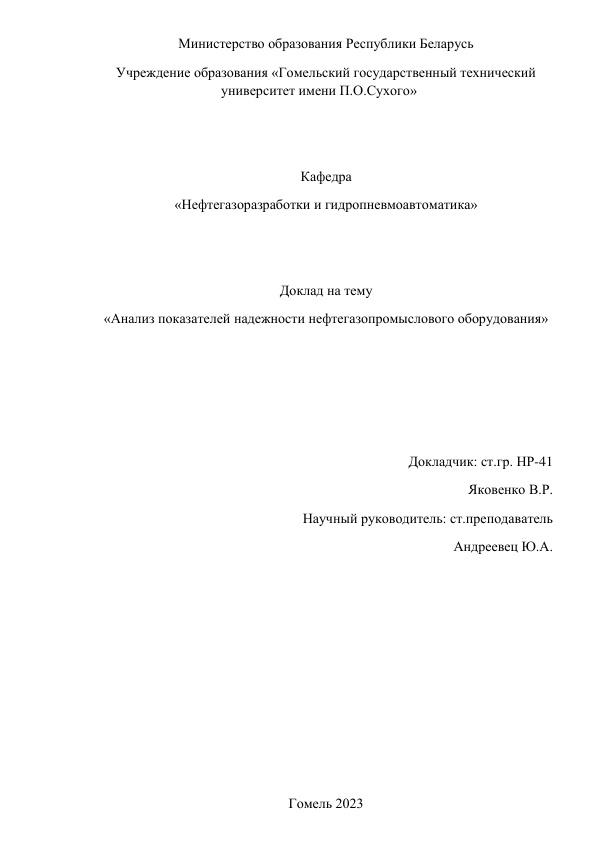 Министерство образования Республики Беларусь
Учреждение образования «Гомельский государственный технический
университет имени П.О.Сухого»
Кафедра
«Нефтегазоразработки и гидропневмоавтоматика»
Доклад на тему
«Анализ показателей надежности нефтегазопромыслового оборудования»
Докладчик: ст.гр. НР-41
Яковенко В.Р.
Научный руководитель: ст.преподаватель
Андреевец Ю.А.
Гомель 2023